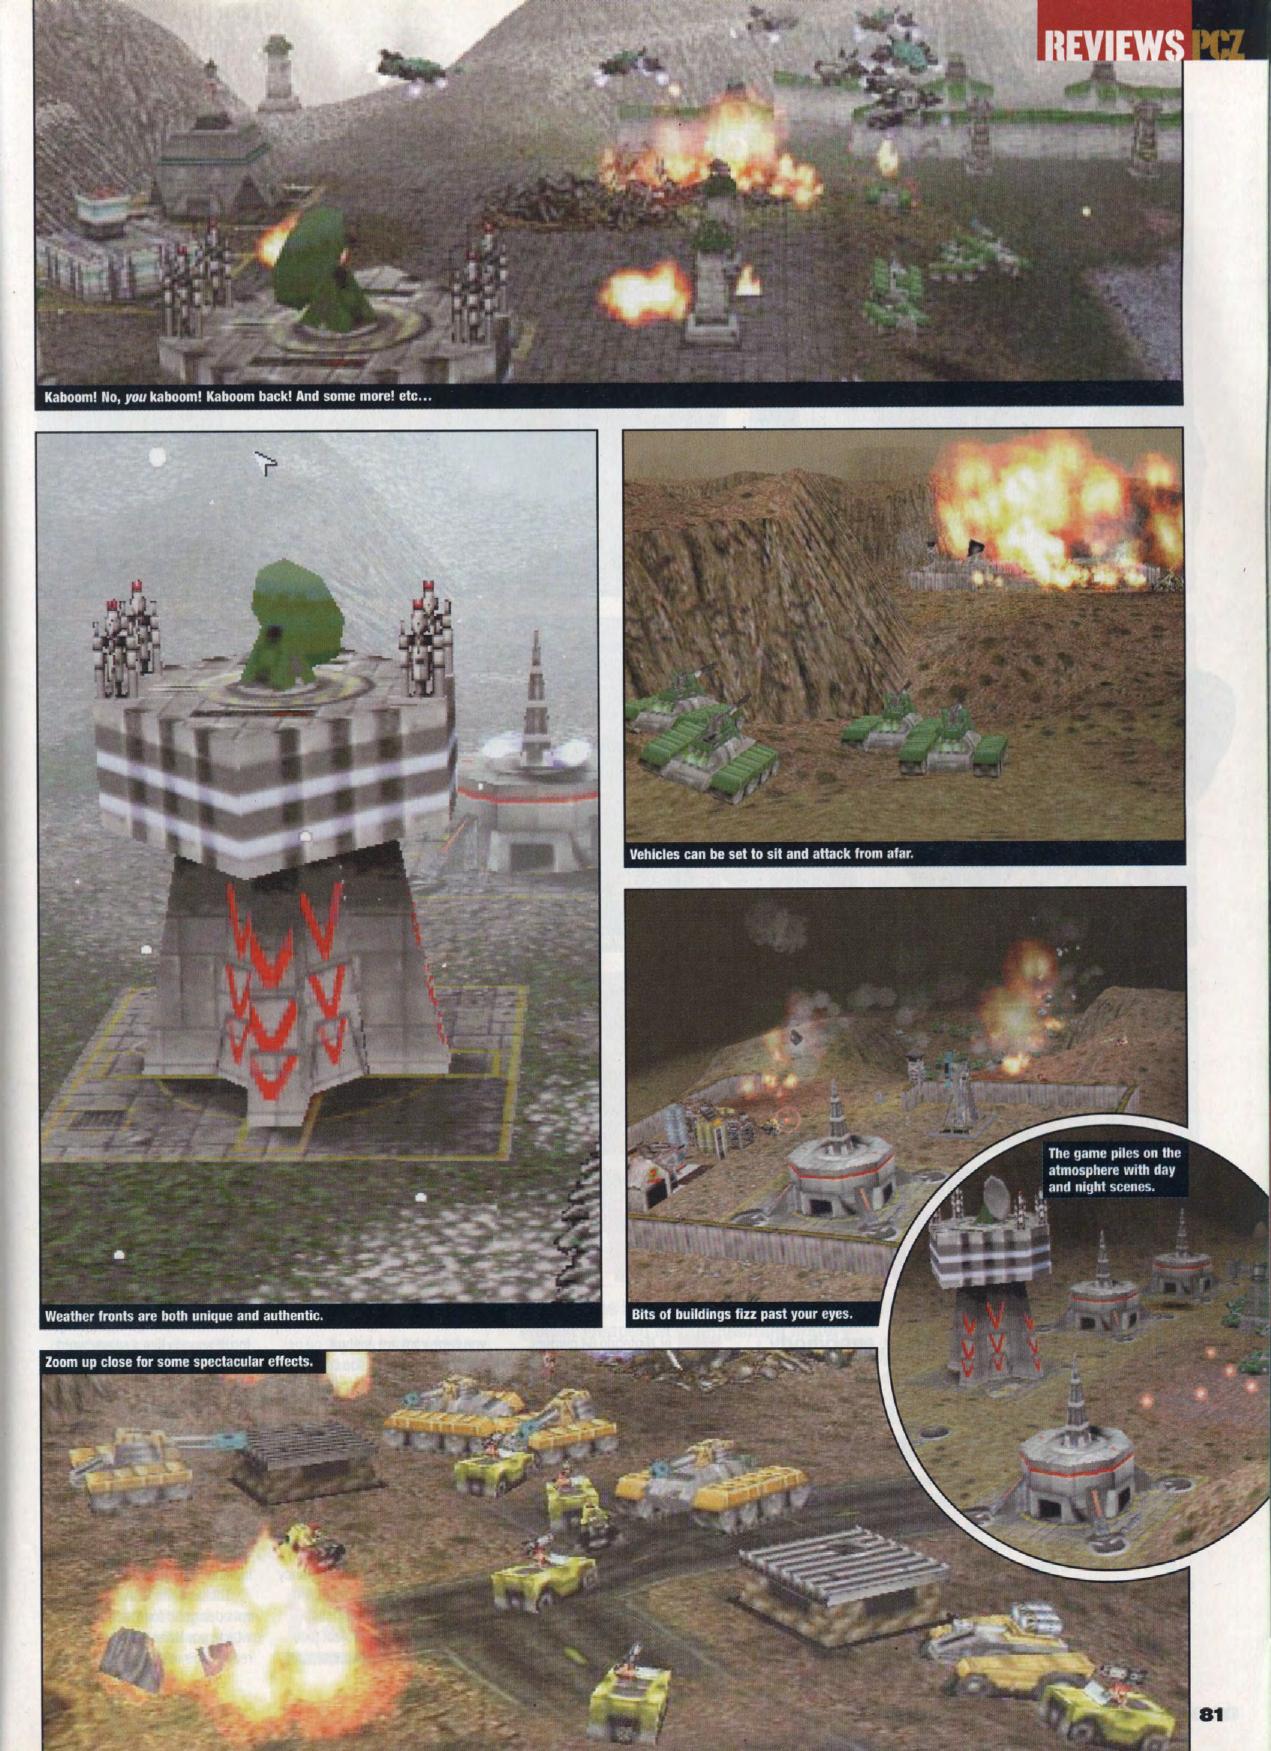 REVIEWS PCZ
Kaboom! No, you kaboom! Kaboom back! And some more! etc...
Vehicles can be set to sit and attack from afar.
The game piles on the
atmosphere with day
and night scenes.
Weather fronts are both unique and authentic.
Bits of buildings fizz past your eyes.
Zoom up close for some spectacular effects.
81